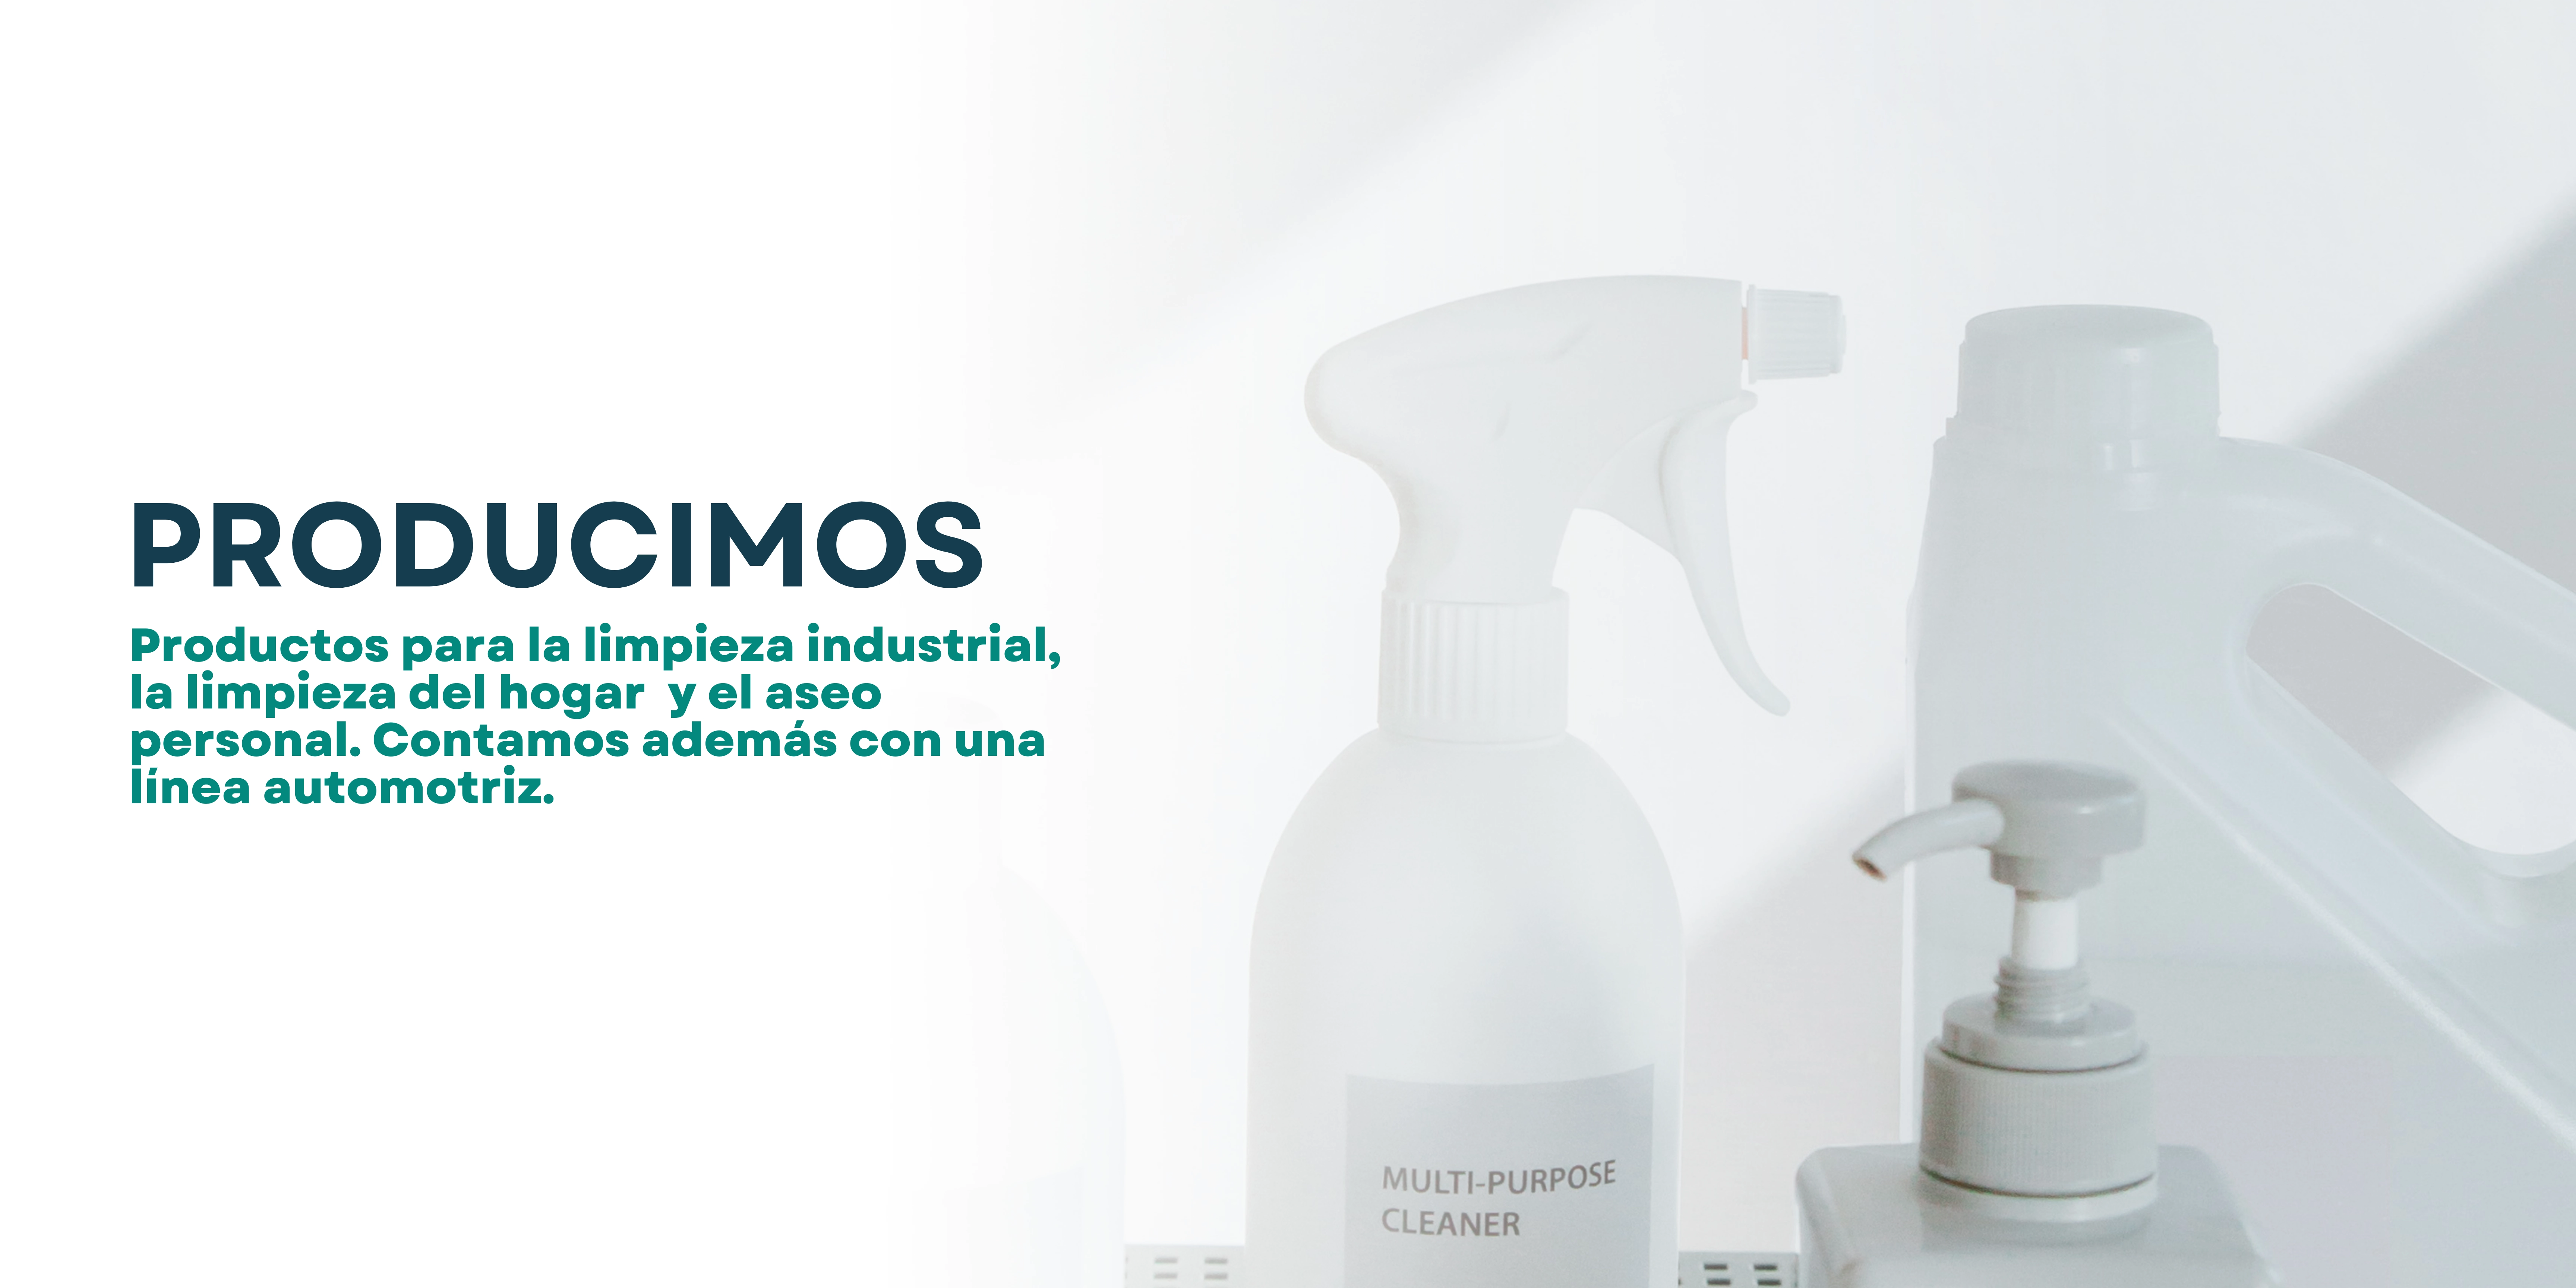 PRODUCIMOS
Productos para la limpieza industrial,
la limpieza del hogar  y el aseo
personal. Contamos además con una
línea automotriz.
MULTI-PURPOSE
CLEANER